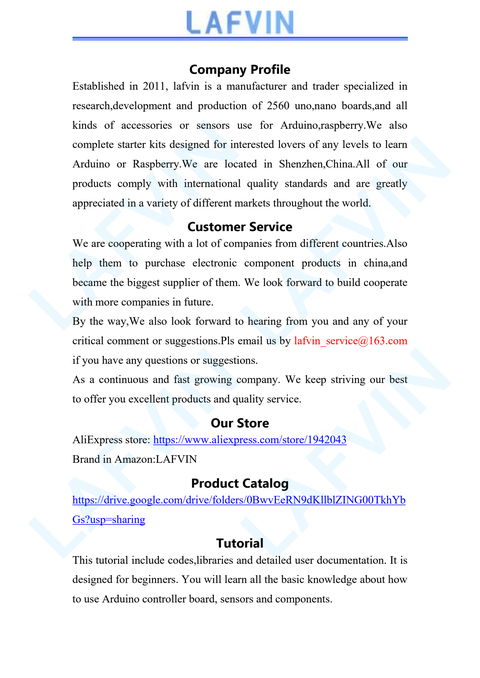 LAFVIN
Company Profile
Established in 2011, lafvin is a manufacturer and trader specialized in
research,development and production of 2560 uno,nano boards,and all
kinds of accessories or sensors use for Arduino,raspberry.We also
complete starter kits designed for interested lovers of any levels to learn
Arduino or Raspberry.We are located in Shenzhen,China.All of our
products comply with international quality standards and are greatly
appreciated in a variety of different markets throughout the world.
Customer Service
We are cooperating with a lot of companies from different countries.Also
help them to purchase electronic component products in china,and
became the biggest supplier of them. We look forward to build cooperate
with more companies in future.
By the way,We also look forward to hearing from you and any of your
critical comment or suggestions.Pls email us by lafvin_service@163.com
if you have any questions or suggestions.
As a continuous and fast growing company. We keep striving our best
to offer you excellent products and quality service.
Our Store
AliExpress store: https://www.aliexpress.com/store/1942043
Brand in Amazon:LAFVIN
Product Catalog
https://drive.google.com/drive/folders/0BwvEeRN9dKllblZING00TkhYb
Gs?usp=sharing
Tutorial
This tutorial include codes,libraries and detailed user documentation. It is
designed for beginners. You will learn all the basic knowledge about how
to use Arduino controller board, sensors and components.
LAFVIN
LAFVIN
LAFVIN
LAFVIN